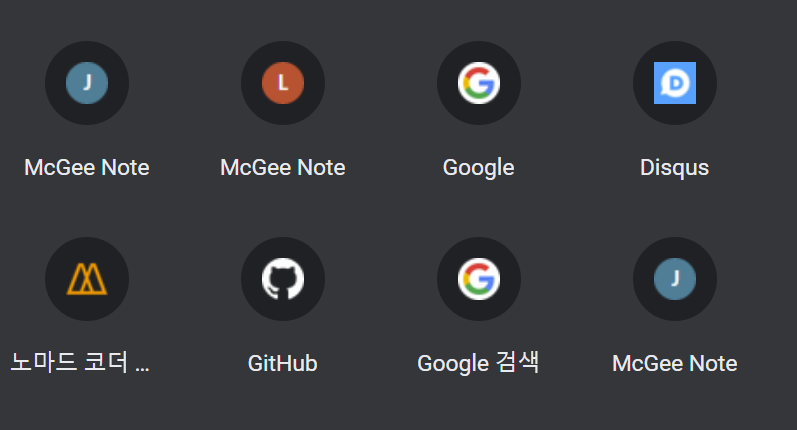 J
L
G
D
McGee Note
McGee Note
Google
Disqus
G
J
노마드 코더 ...
GitHub
Google 검색
McGee Note